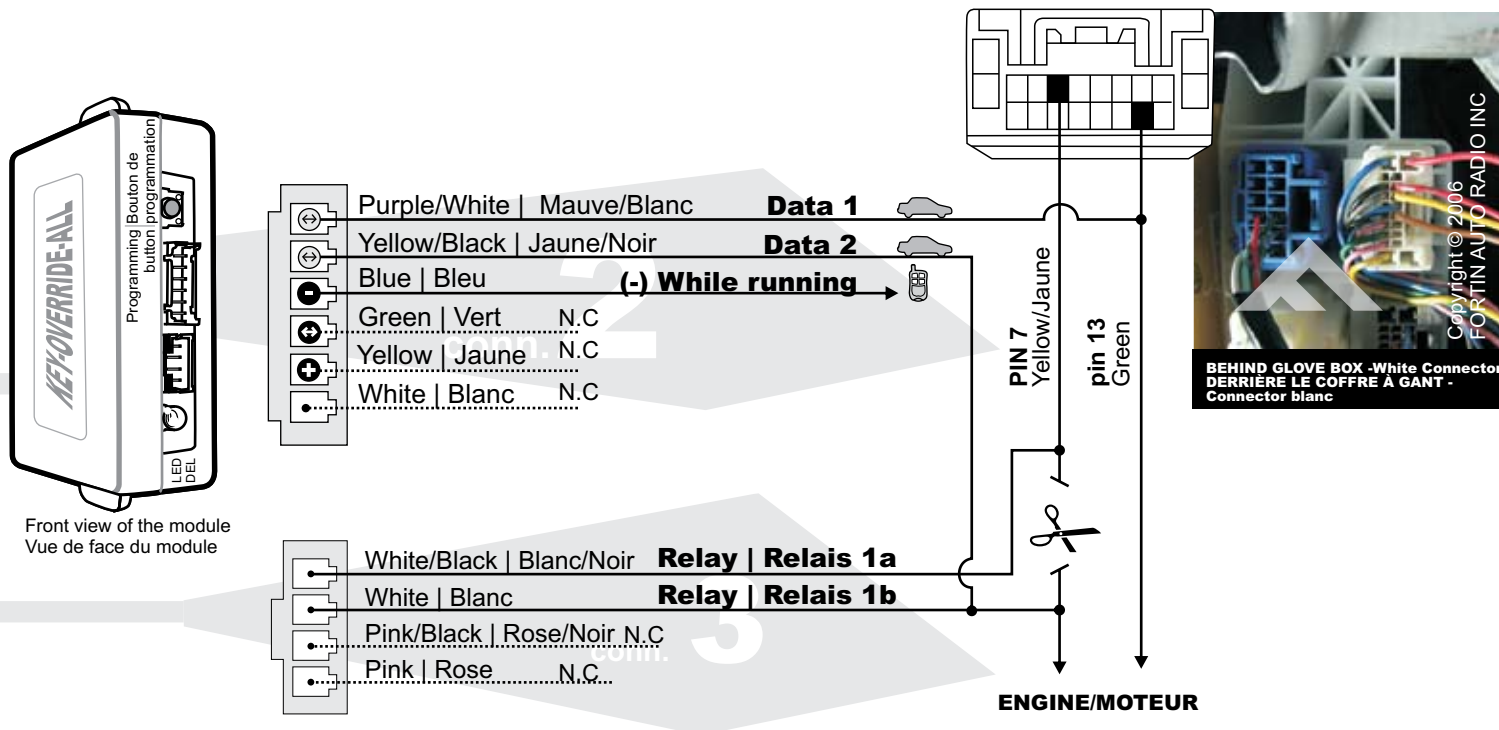 KEY-OVERRIDE-ALL
Programming | Bouton de
button | programmation
LED
DEL
Front view of the module
Vue de face du module
conn. 2
Purple/White | Mauve/Blanc Data 1
Yellow/Black | Jaune/Noir Data 2
Blue | Bleu (-) While running
Green | Vert N.C
Yellow | Jaune N.C
White | Blanc N.C
conn. 3
White/Black | Blanc/Noir Relay | Relais 1a
White | Blanc Relay | Relais 1b
Pink/Black | Rose/Noir N.C
Pink | Rose N.C
PIN 7
Yellow/Jaune
pin 13
Green
ENGINE/MOTEUR
Copyright © 2006
FORTIN AUTO RADIO INC
BEHIND GLOVE BOX -White Connector
DERRIÈRE LE COFFRE À GANT -
Connector blanc